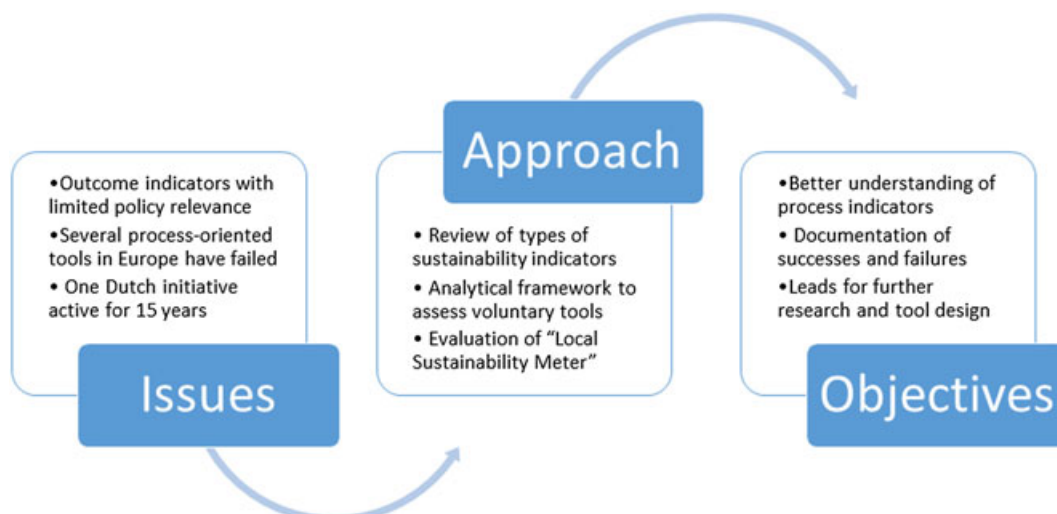 •Outcome indicators with
limited policy relevance
•Several process-oriented
tools in Europe have failed
• One Dutch initiative
active for 15 years
Issues
Approach
• Review of types of
sustainability indicators
• Analytical framework to
assess voluntary tools
• Evaluation of “Local
Sustainability Meter”
•Better understanding of
process indicators
• Documentation of
successes and failures
•Leads for further
research and tool design
Objectives